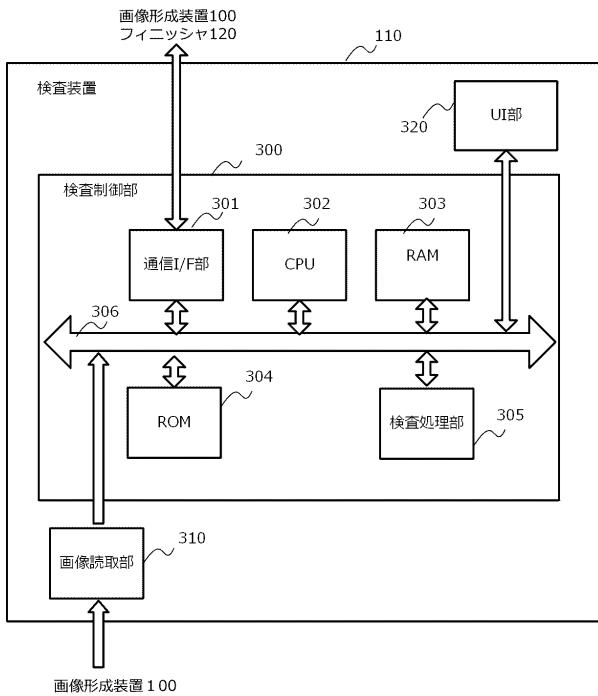 画像形成装置100
フィニッシャ120
110
検査装置
UI部
320
300
検査制御部
301
302
303
通信I/F部
CPU
RAM
306
304
ROM
検査処理部
305
310
画像読取部
画像形成装置100